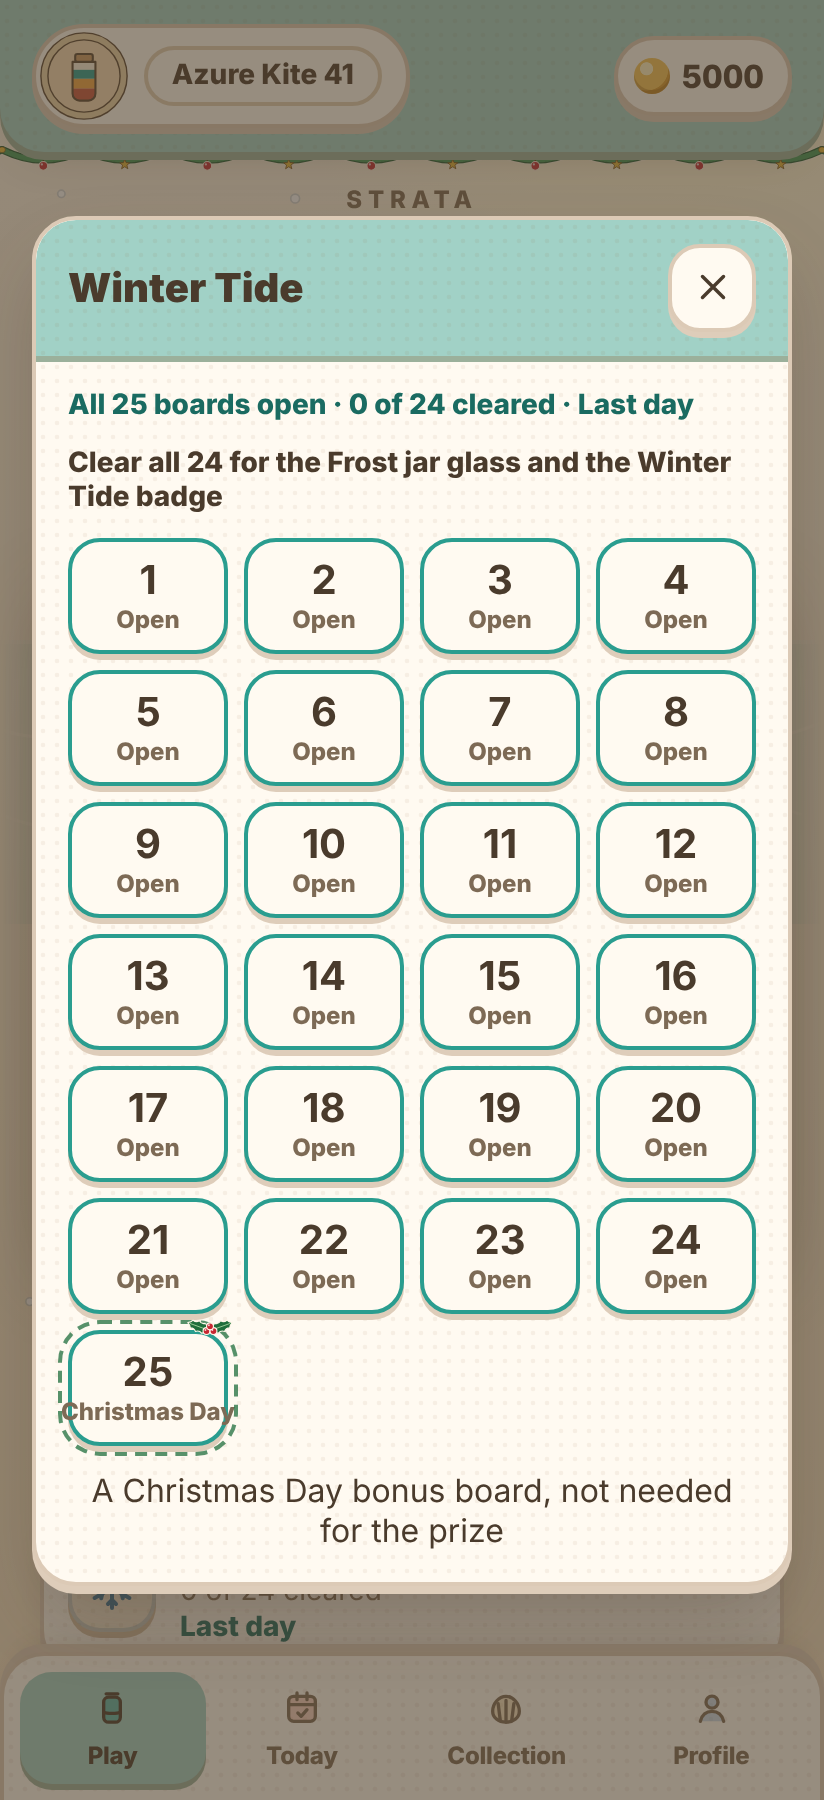 Azure Kite 41
5000
STRATA
Winter Tide
All 25 boards open · 0 of 24 cleared · Last day
Clear all 24 for the Frost jar glass and the Winter
Tide badge
1
Open
2
Open
3
Open
4
Open
5
Open
6
Open
7
Open
8
Open
9
Open
10
Open
11
Open
12
Open
13
Open
14
Open
15
Open
16
Open
17
Open
18
Open
19
Open
20
Open
21
Open
22
Open
23
Open
24
Open
25
Christmas Day
A Christmas Day bonus board, not needed
for the prize
0 of 24 cleared
Last day
Play
Today
Collection
Profile